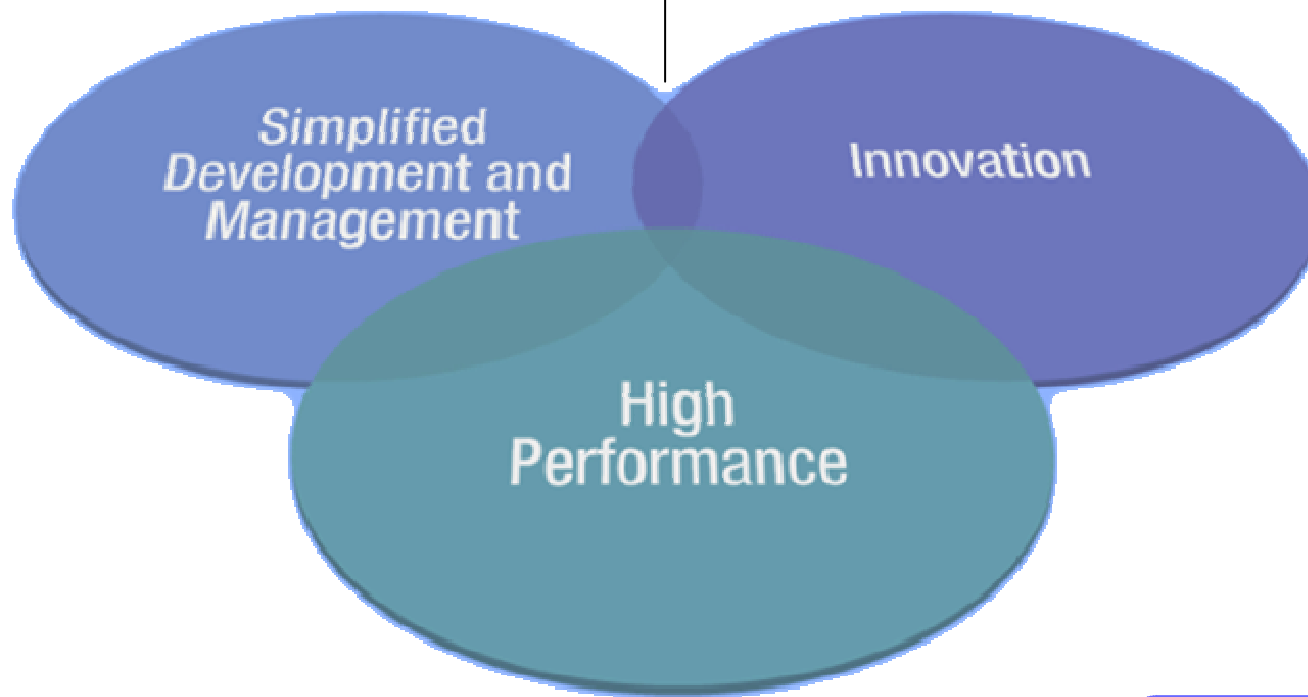 Simplified
Development and
Management
Innovation
High
Performance